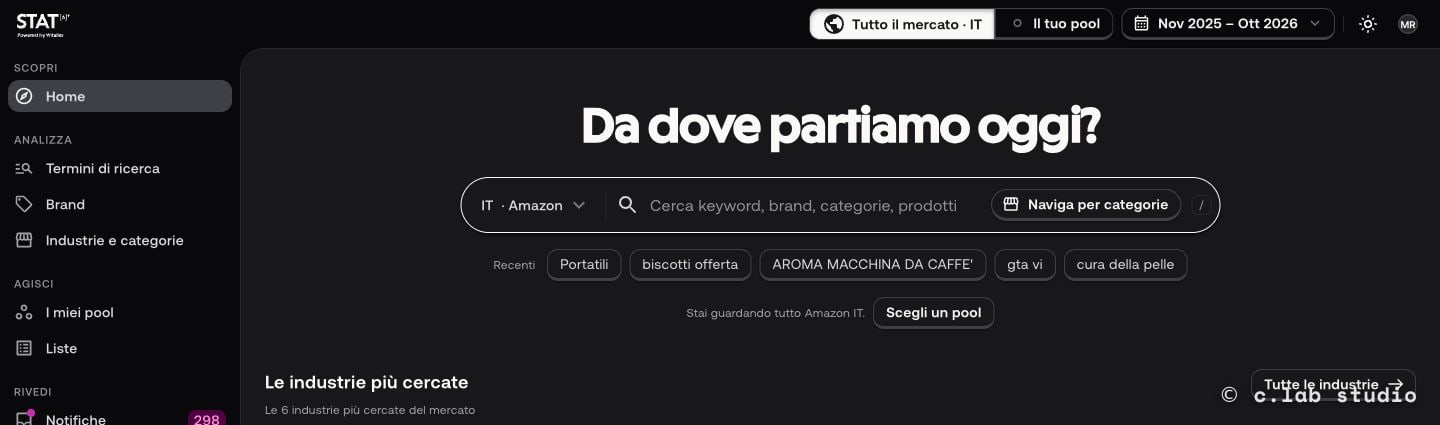 STAT(A)*
Powered by Witailer
Tutto il mercato · IT
Il tuo pool
Nov 2025 – Ott 2026
MR
SCOPRI
Home
ANALIZZA
Termini di ricerca
Brand
Industrie e categorie
AGISCI
I miei pool
Liste
RIVEDI
Notifiche
298
Da dove partiamo oggi?
IT · Amazon
Cerca keyword, brand, categorie, prodotti
Naviga per categorie
/
Recenti
Portatili
biscotti offerta
AROMA MACCHINA DA CAFFE'
gta vi
cura della pelle
Stai guardando tutto Amazon IT.
Scegli un pool
Le industrie più cercate
Le 6 industrie più cercate del mercato
Tutte le industrie
© c.lab studio